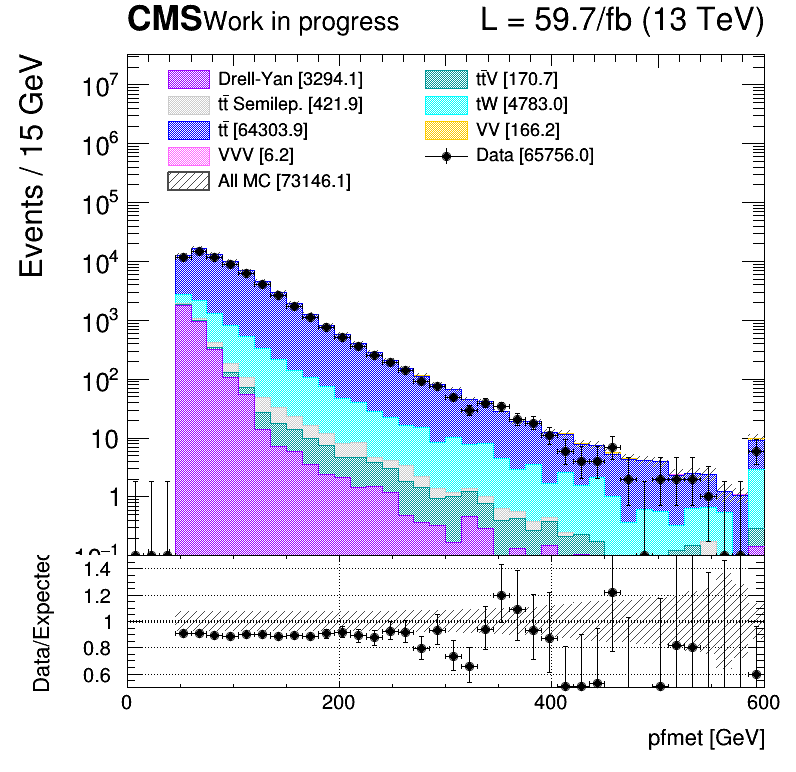 CMS Work in progress L = 59.7/fb (13 TeV)
Events / 15 GeV
Drell-Yan [3294.1]
tt̄ Semilep. [421.9]
tt̄ [64303.9]
VVV [6.2]
All MC [73146.1]
tt̄V [170.7]
tW [4783.0]
VV [166.2]
Data [65756.0]
10⁷
10⁶
10⁵
10⁴
10³
10²
10
1
10⁻¹
Data/Expected
1.4
1.2
1
0.8
0.6
0 200 400 600
pfmet [GeV]